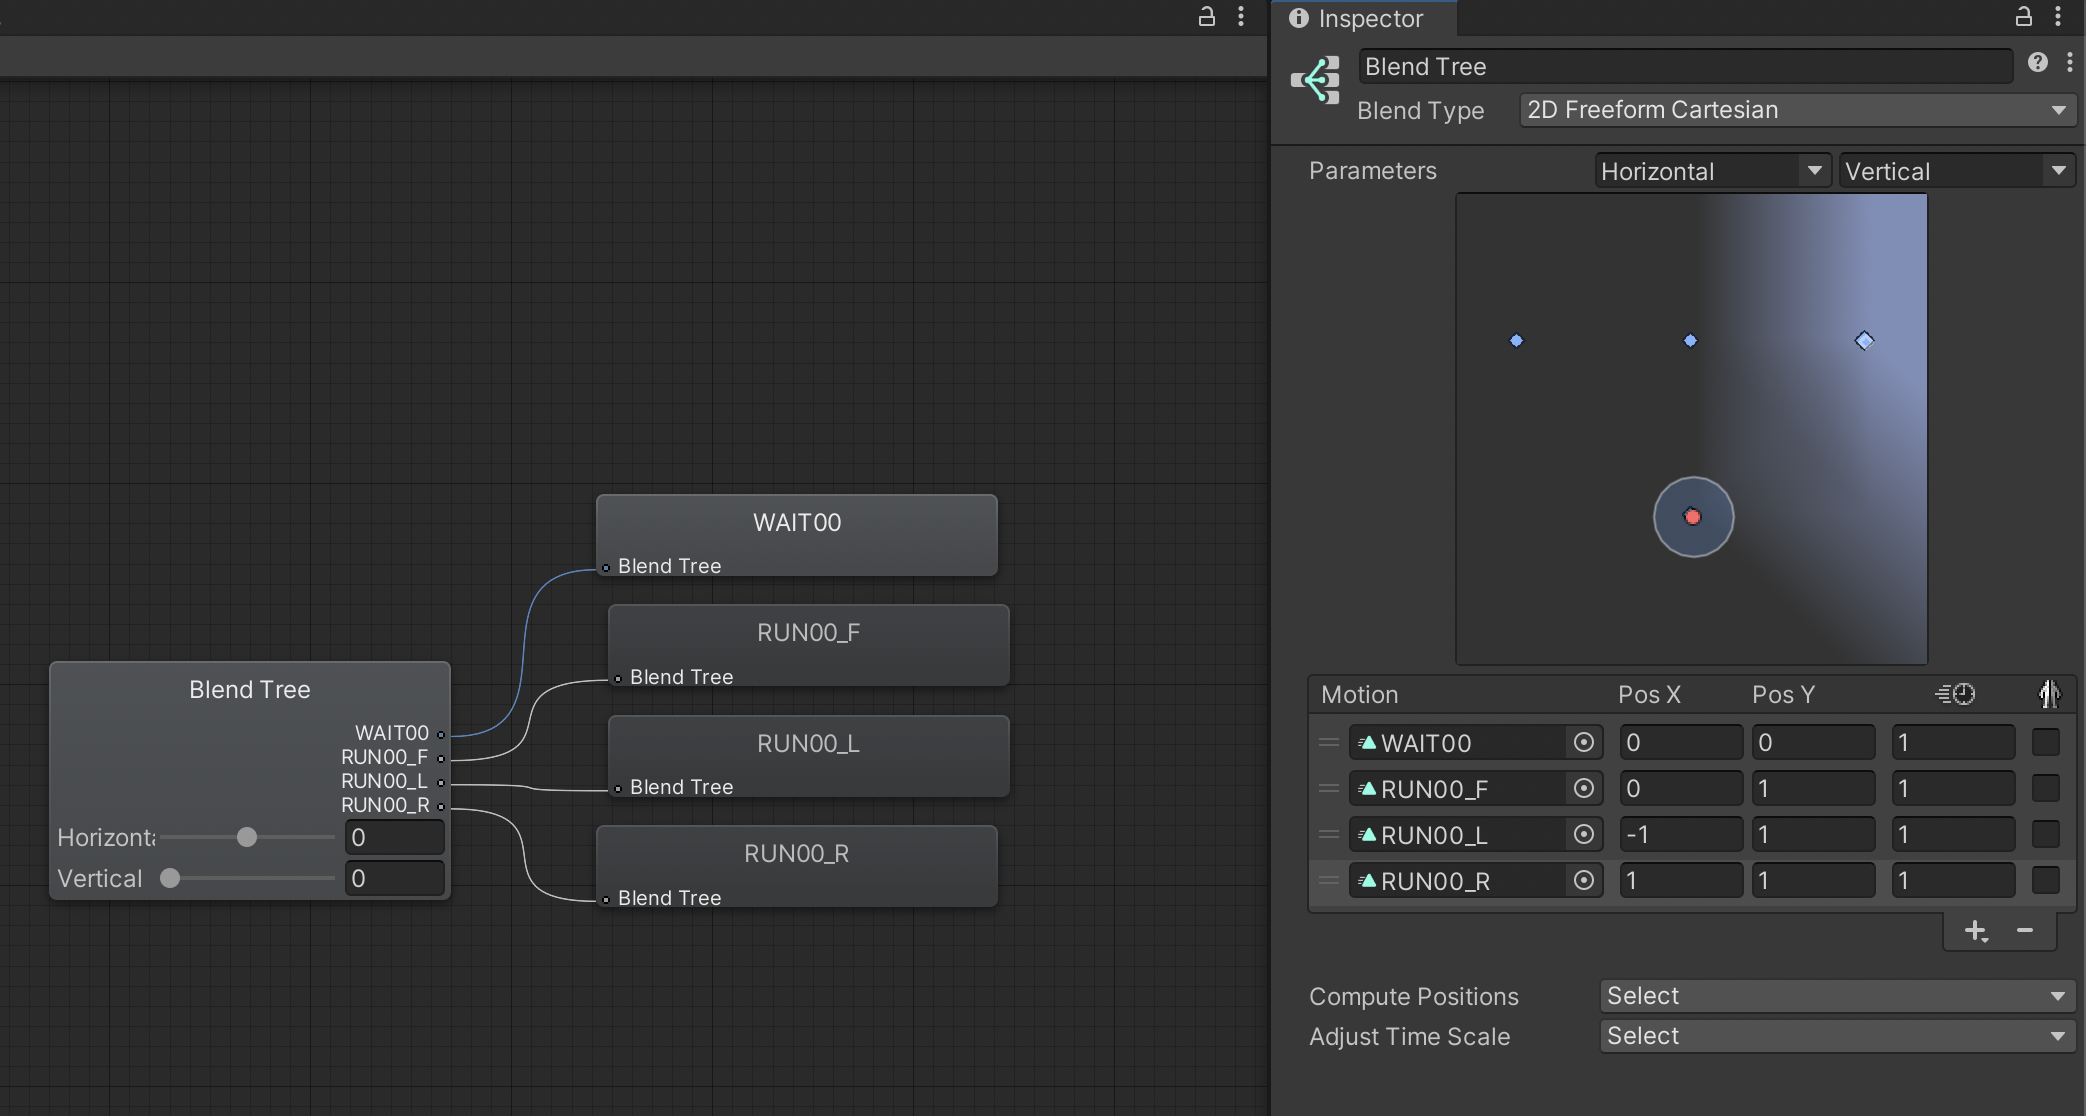 Inspector
Blend Tree
Blend Type 2D Freeform Cartesian
Parameters Horizontal Vertical
WAIT00
Blend Tree
RUN00_F
Blend Tree
RUN00_L
Blend Tree
RUN00_R
Blend Tree
Blend Tree
WAIT00
RUN00_F
RUN00_L
RUN00_R
Horizonta 0
Vertical 0
Motion Pos X Pos Y
WAIT00 0 0 1
RUN00_F 0 1 1
RUN00_L -1 1 1
RUN00_R 1 1 1
Compute Positions Select
Adjust Time Scale Select